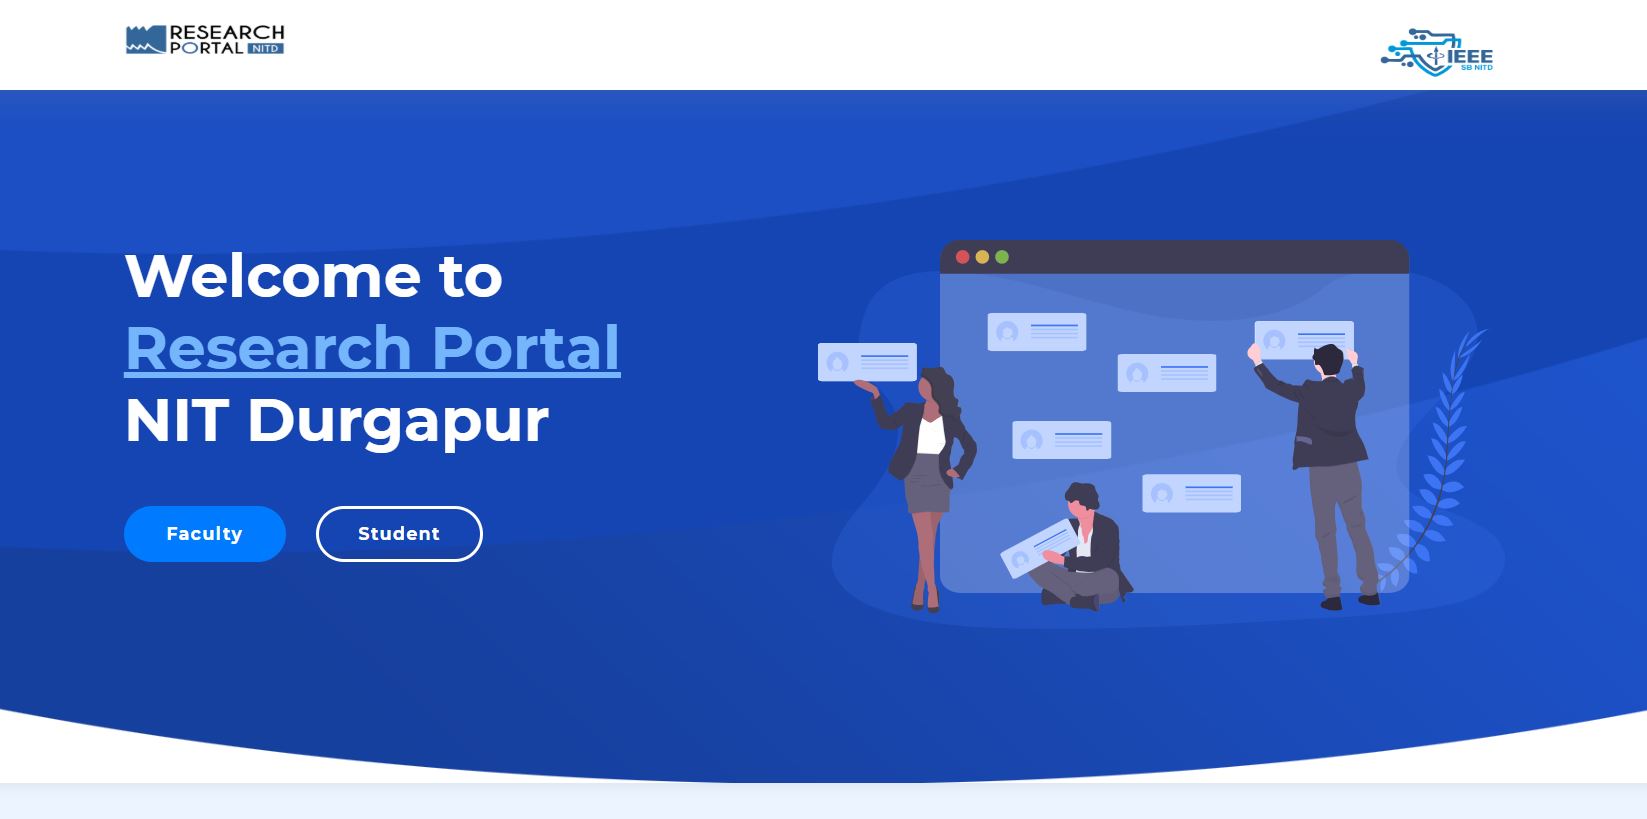 RESEARCH
PORTAL NITD
IEEE
SB NITD
Welcome to
Research Portal
NIT Durgapur
Faculty
Student